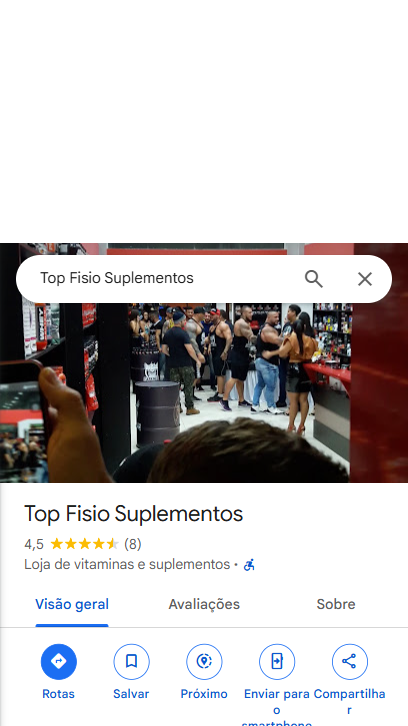 Top Fisio Suplementos
Top Fisio Suplementos
4,5 (8)
Loja de vitaminas e suplementos ·
Visão geral Avaliações Sobre
Rotas Salvar Próximo Enviar para o smartphone Compartilhar